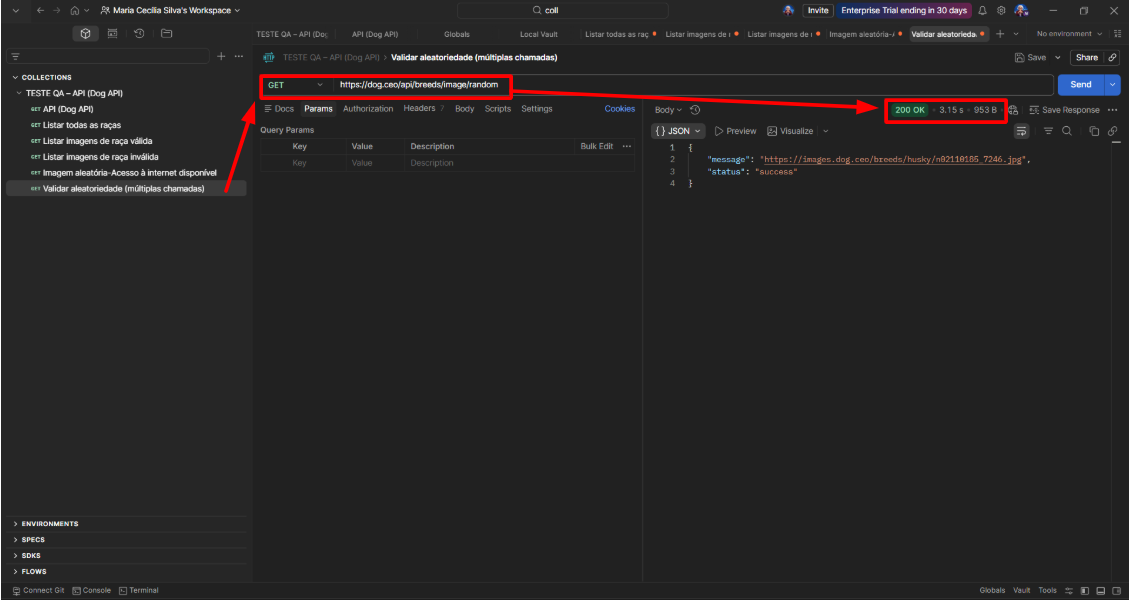 Maria Cecilia Silva's Workspace
coll
Invite
Enterprise Trial ending in 30 days
TESTE QA – API (Doç
API (Dog API)
Globals
Local Vault
Listar todas as raç
Listar imagens de r
Listar imagens de r
Imagem aleatória-A
Validar aleatoriedа
No environment
TESTE QA – API (Dog API) > Validar aleatoriedade (múltiplas chamadas)
Save
Share
COLLECTIONS
TESTE QA – API (Dog API)
GET API (Dog API)
GET Listar todas as raças
GET Listar imagens de raça válida
GET Listar imagens de raça inválida
GET Imagem aleatória-Acesso à internet disponível
GET Validar aleatoriedade (múltiplas chamadas)
GET
https://dog.ceo/api/breeds/image/random
Send
Docs Params Authorization Headers 7 Body Scripts Settings Cookies
Query Params
Key Value Description Bulk Edit
Key Value Description
Body
200 OK • 3.15 s • 953 B
Save Response
{ } JSON Preview Visualize
1 {
2 "message": "https://images.dog.ceo/breeds/husky/n02110185_7246.jpg",
3 "status": "success"
4 }
ENVIRONMENTS
SPECS
SDKS
FLOWS
Connect Git Console Terminal
Globals Vault Tools